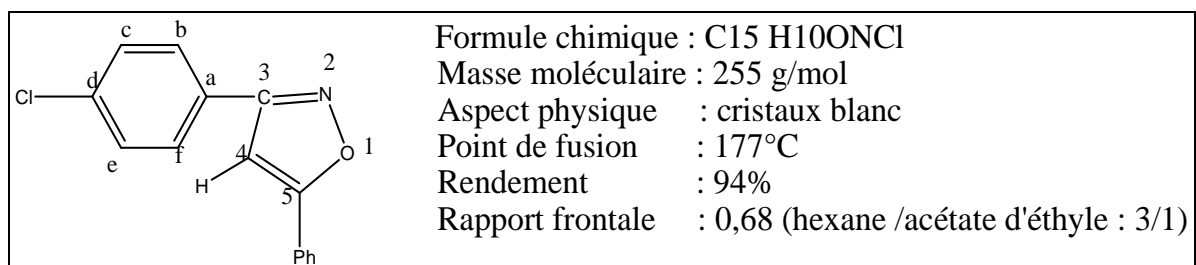 c b
d a 3 2
Cl C N
e f 4 O 1
H 5
Ph
Formule chimique : C15 H10ONCl
Masse moléculaire : 255 g/mol
Aspect physique : cristaux blanc
Point de fusion : 177°C
Rendement : 94%
Rapport frontale : 0,68 (hexane /acétate d'éthyle : 3/1)